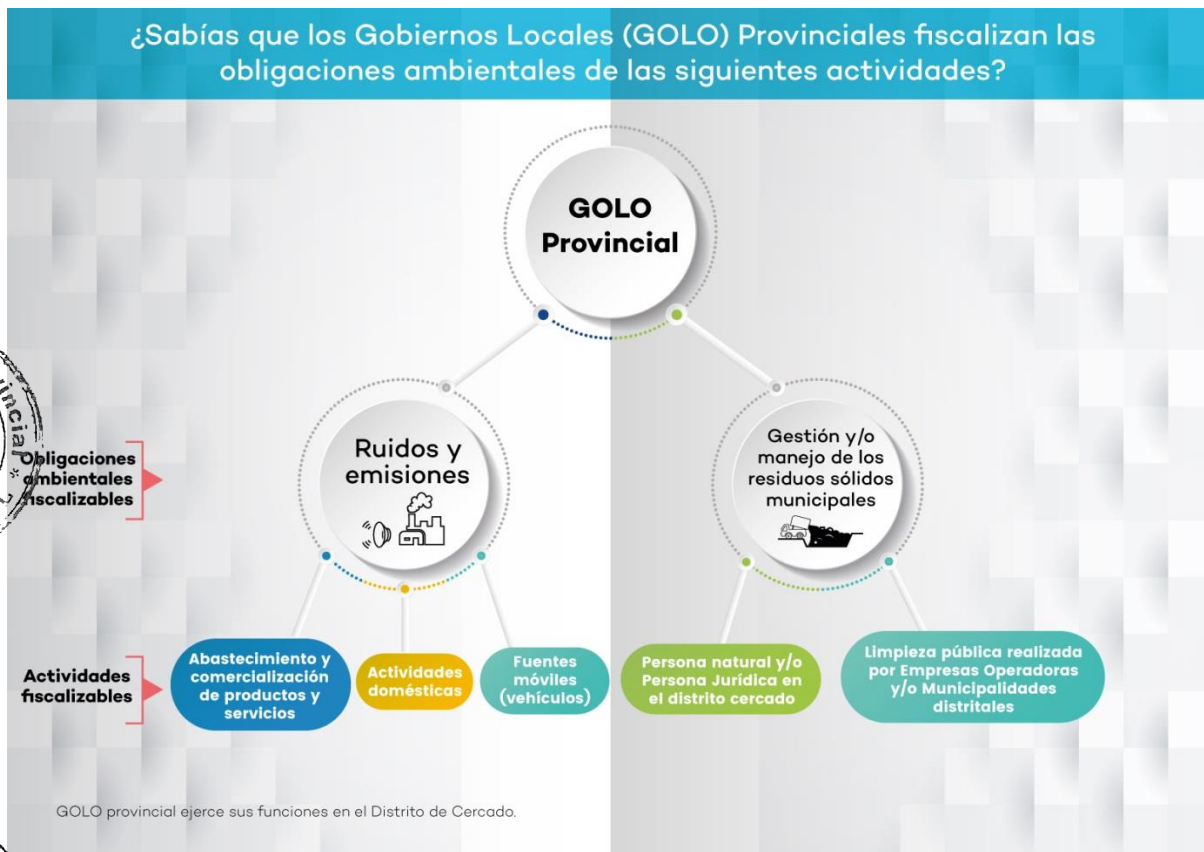 ¿Sabías que los Gobiernos Locales (GOLO) Provinciales fiscalizan las
obligaciones ambientales de las siguientes actividades?
GOLO
Provincial
Ruidos y
emisiones
Gestión y/o
manejo de los
residuos sólidos
municipales
Obligaciones
ambientales
fiscalizables
Actividades
fiscalizables
Abastecimiento y
comercialización
de productos y
servicios
Actividades
domésticas
Fuentes
móviles
(vehículos)
Persona natural y/o
Persona Jurídica en
el distrito cercado
Limpieza pública realizada
por Empresas Operadoras
y/o Municipalidades
distritales
GOLO provincial ejerce sus funciones en el Distrito de Cercado.